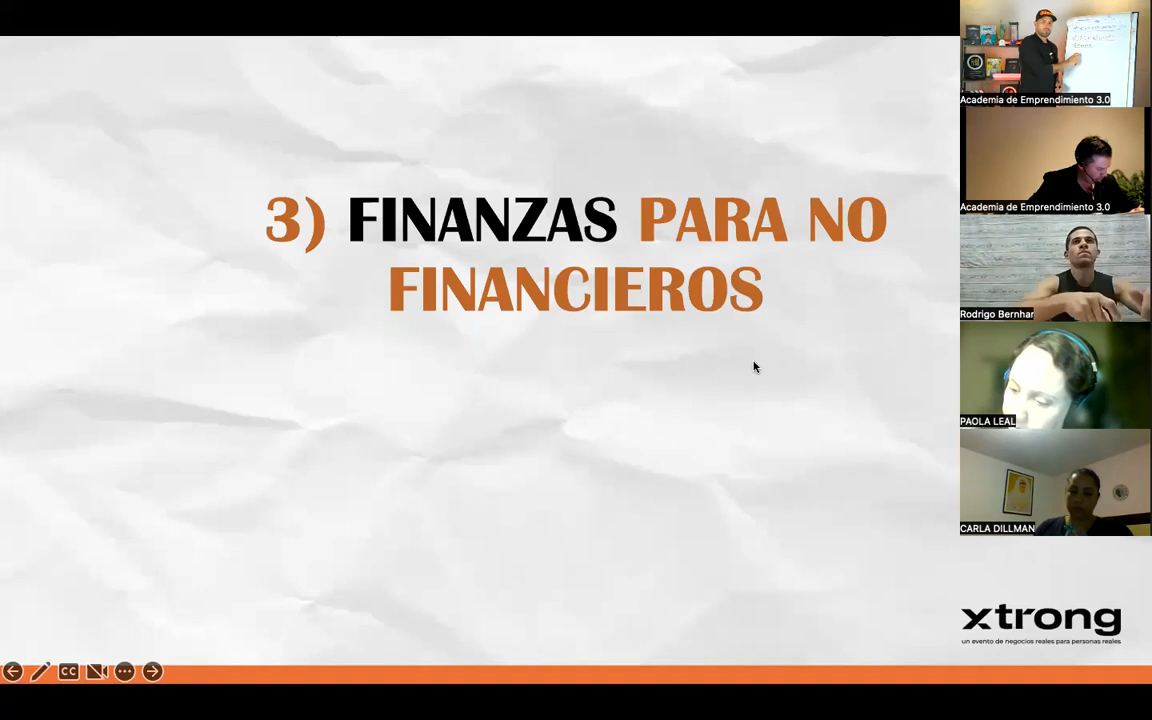 3) FINANZAS PARA NO
FINANCIEROS
Academia de Emprendimiento 3.0
Academia de Emprendimiento 3.0
Rodrigo Bernhar
PAOLA LEAL
CARLA DILLMAN
xtrong
un evento de negocios reales para personas reales
CC